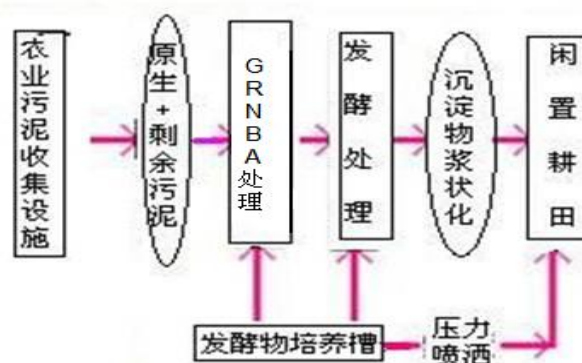 农业污泥收集设施
原生+剩余污泥
GRNBA处理
发酵处理
沉淀物浆状化
闲置耕田
发酵物培养槽
压力
喷洒